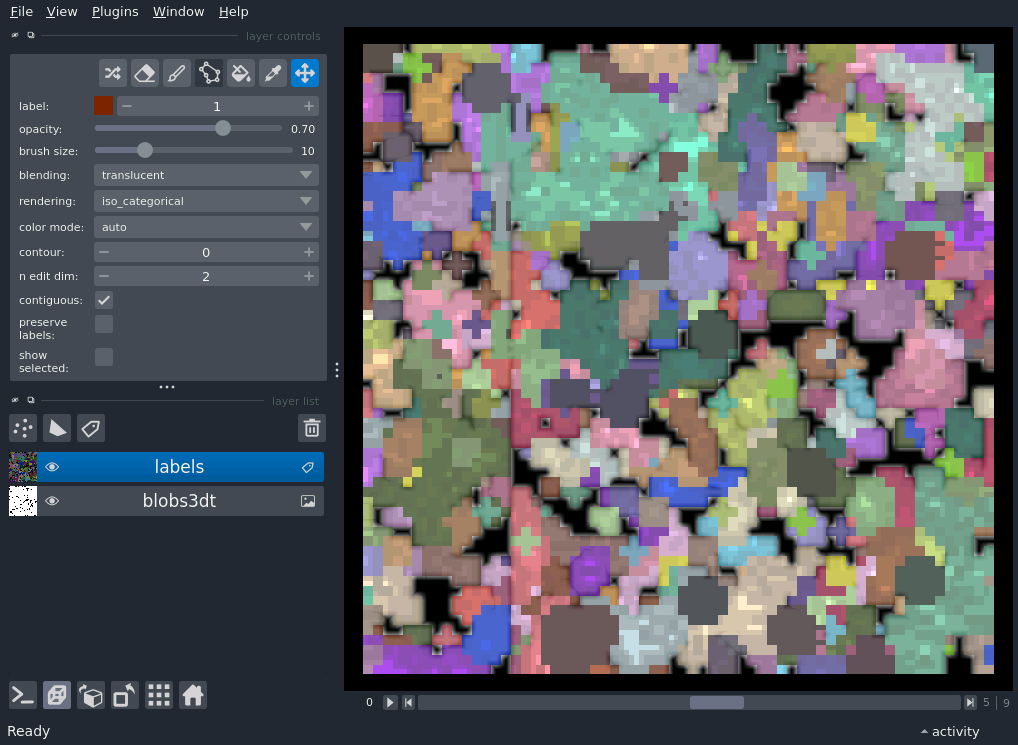 File View Plugins Window Help
layer controls
label: 1
opacity: 0.70
brush size: 10
blending: translucent
rendering: iso_categorical
color mode: auto
contour: 0
n edit dim: 2
contiguous:
preserve
labels:
show
selected:
layer list
labels
blobs3dt
0 5 9
Ready activity